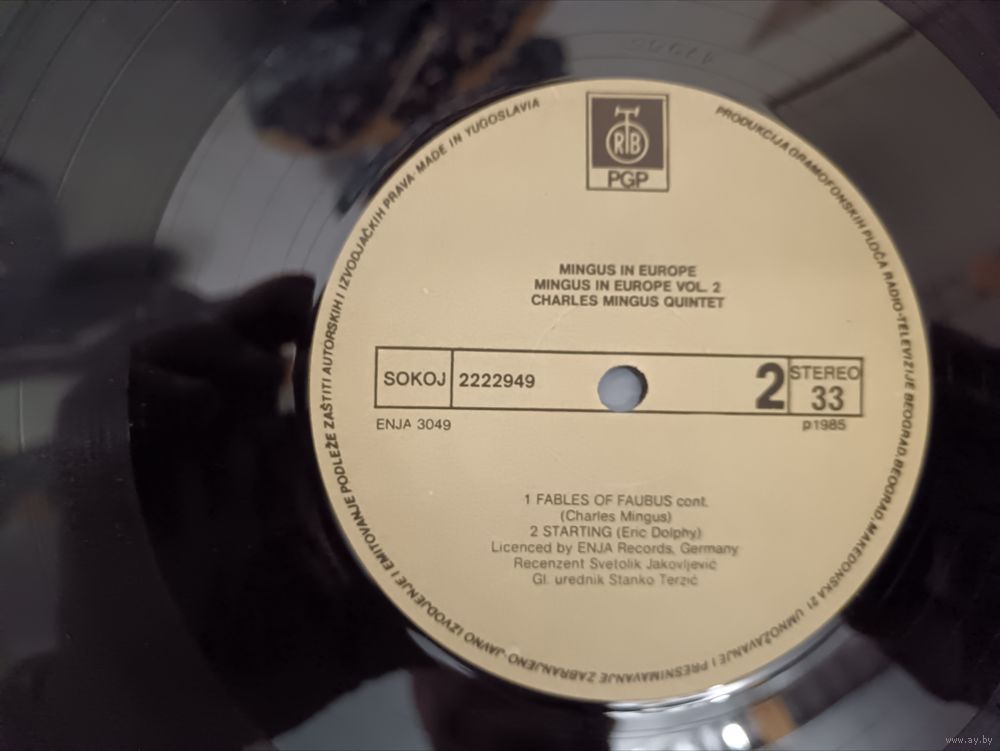 RTB
PGP
PRODUKCIJA GRAMOFONSKIH PLOČA RADIO-TELEVIZIJE BEOGRAD, BEOGRAD, MAKEDONSKA 21 UMNOŽAVANJE I PRESNIMAVANJE ZABRANJENO· JAVNO IZVODJENJE I EMITOVANJE PODLEŽE ZAŠTITI AUTORSKIH I IZVODJAČKIH PRAVA· MADE IN YUGOSLAVIA
MINGUS IN EUROPE
MINGUS IN EUROPE VOL. 2
CHARLES MINGUS QUINTET
SOKOJ 2222949 2 STEREO
33
ENJA 3049 p1985
1 FABLES OF FAUBUS cont.
(Charles Mingus)
2 STARTING (Eric Dolphy)
Licenced by ENJA Records, Germany
Recenzent Svetolik Jakovljević
Gl. urednik Stanko Terzić
www.ay.by